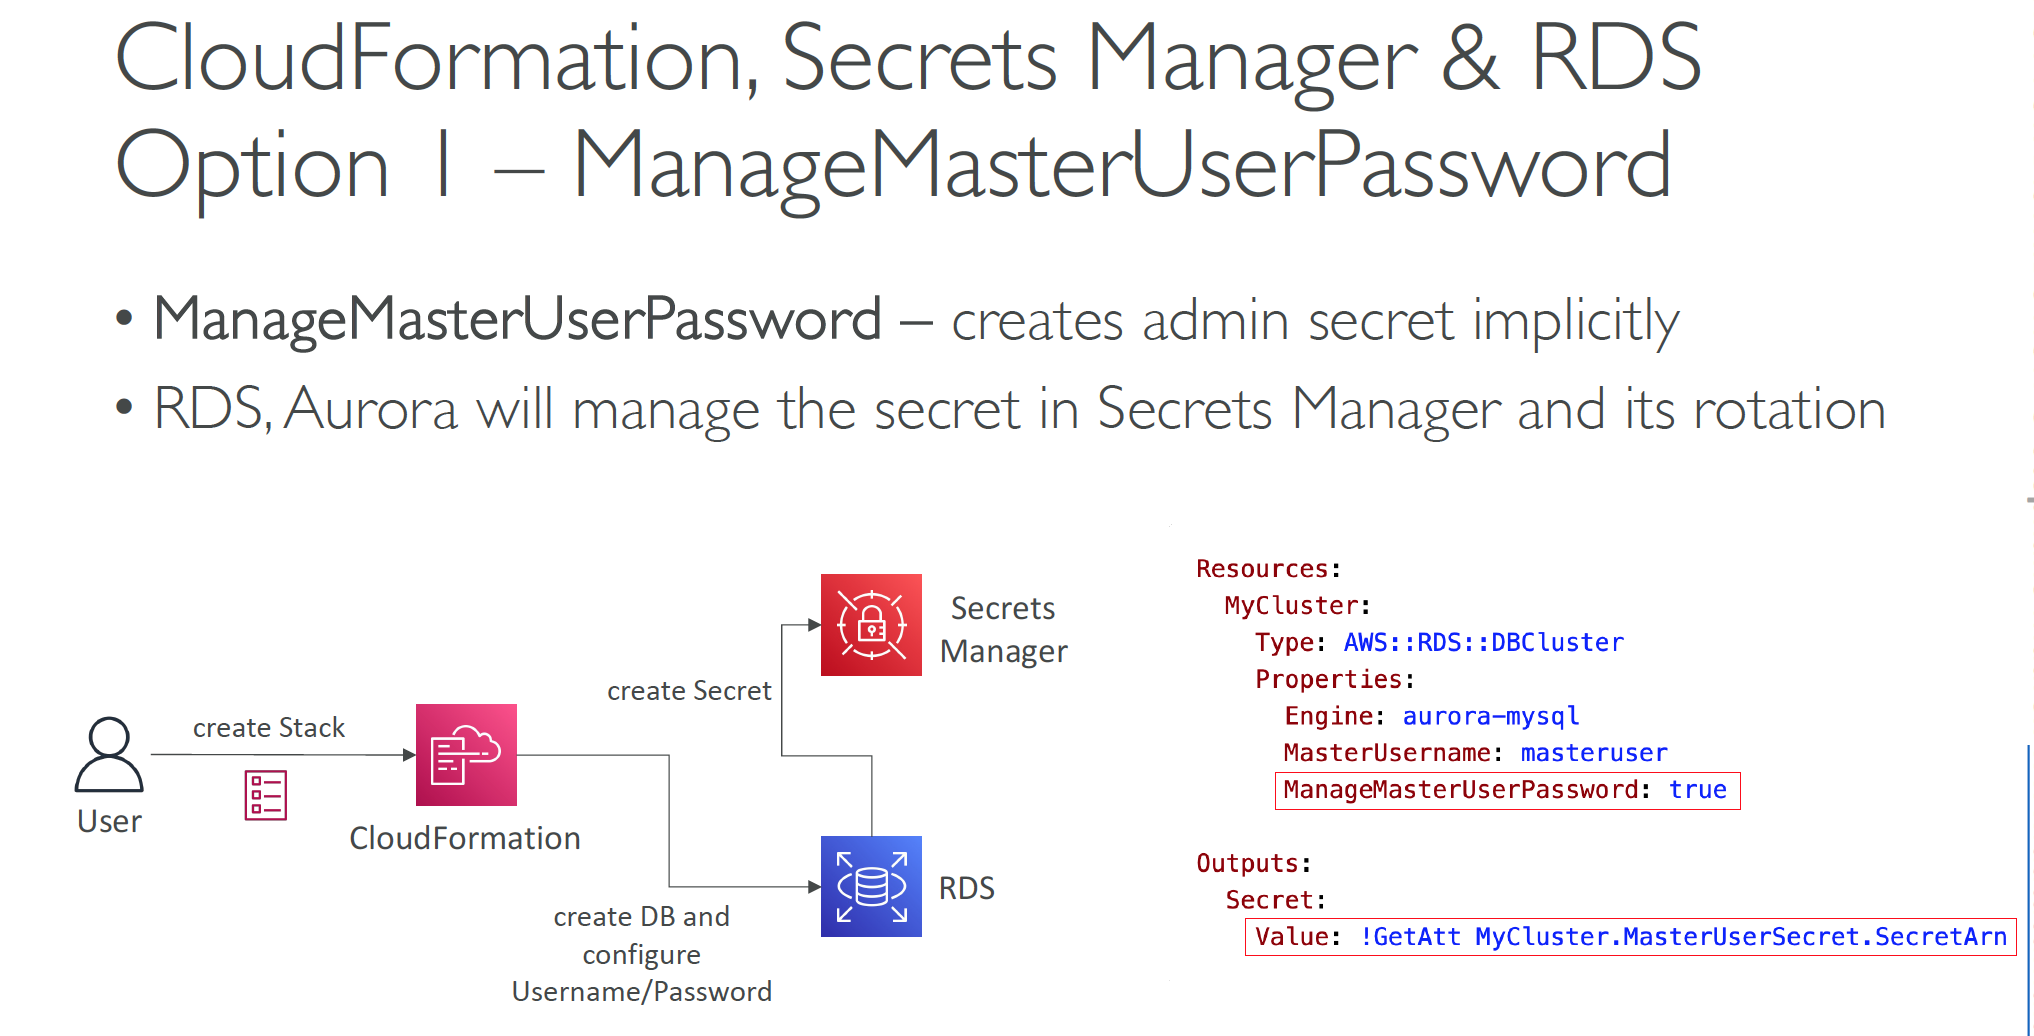 CloudFormation, Secrets Manager & RDS
Option 1 – ManageMasterUserPassword
• ManageMasterUserPassword – creates admin secret implicitly
• RDS, Aurora will manage the secret in Secrets Manager and its rotation
User
create Stack
CloudFormation
create Secret
Secrets
Manager
RDS
create DB and
configure
Username/Password
Resources:
MyCluster:
Type: AWS::RDS::DBCluster
Properties:
Engine: aurora-mysql
MasterUsername: masteruser
ManageMasterUserPassword: true
Outputs:
Secret:
Value: !GetAtt MyCluster.MasterUserSecret.SecretArn